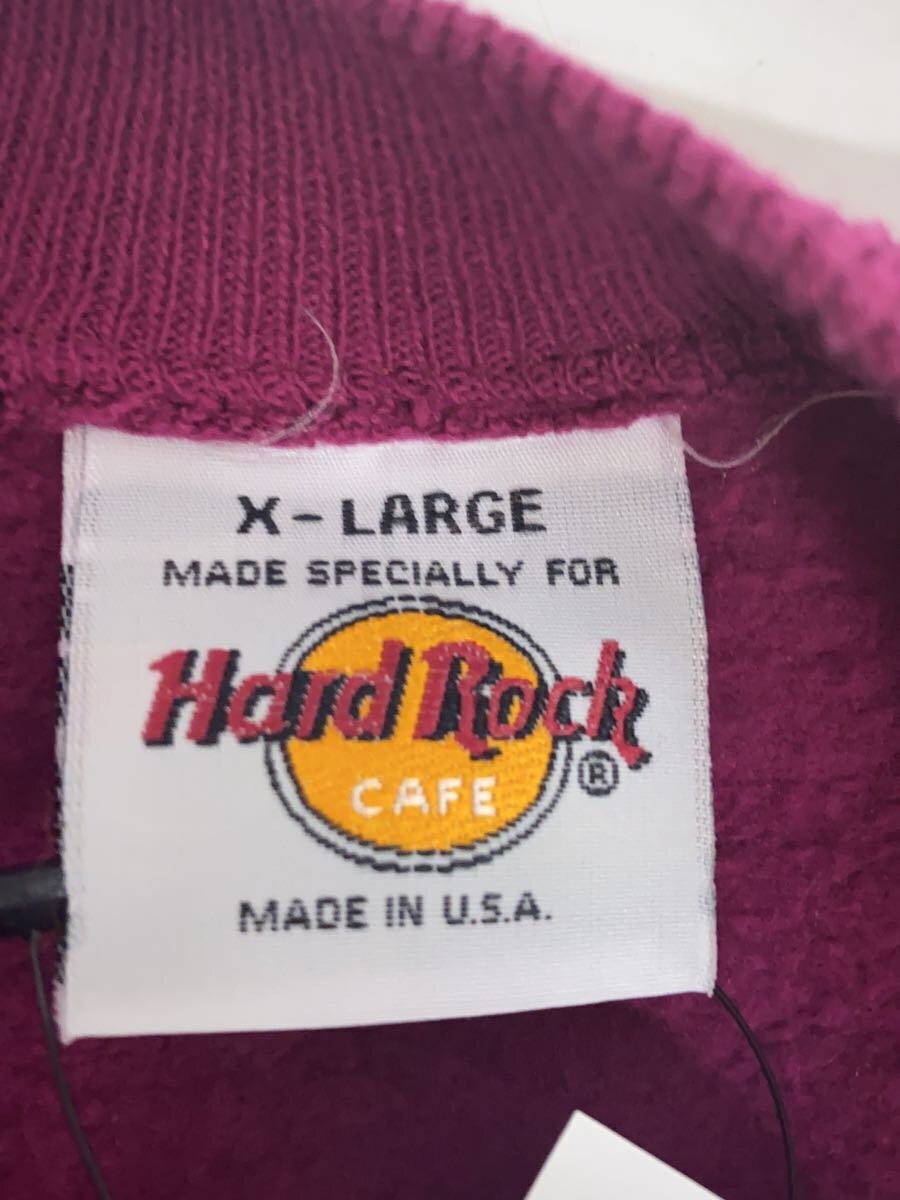 X-LARGE
MADE SPECIALLY FOR
Hard Rock
CAFE
®
MADE IN U.S.A.